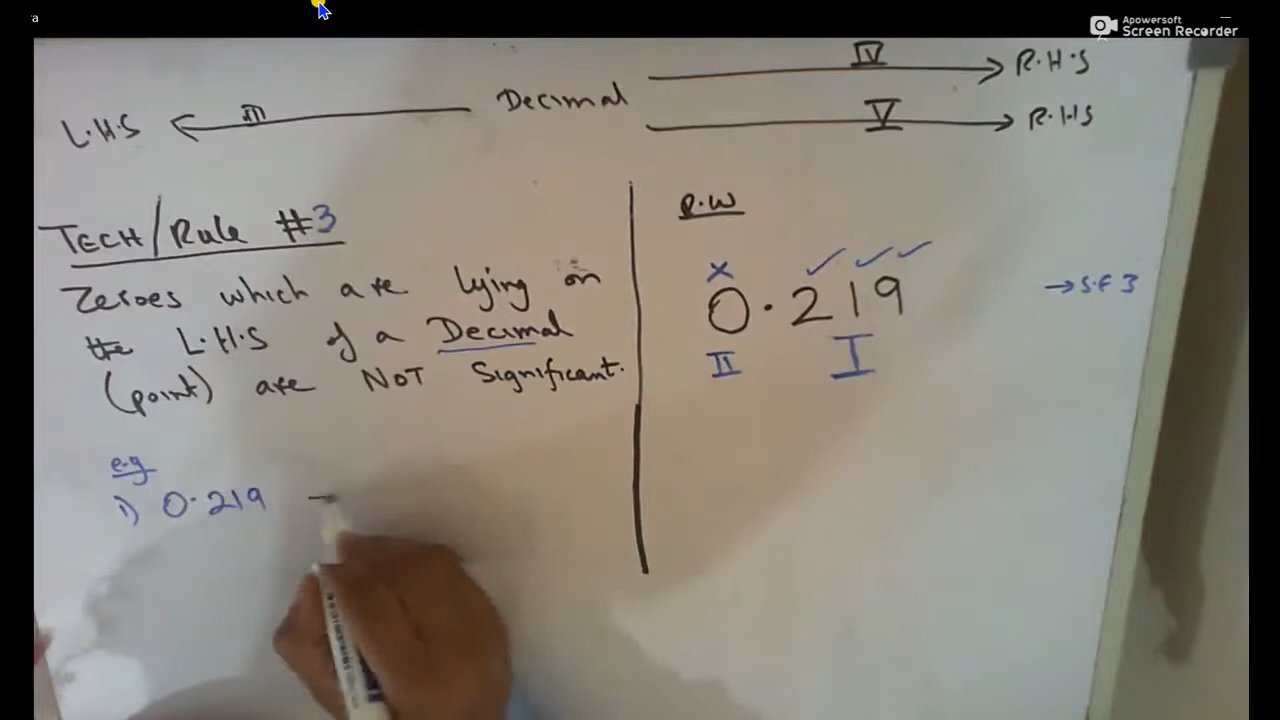 ra
Apowersoft
Screen Recorder
IV
R.H.S
L.H.S
III
Decimal
V
R.H.S
TECH/Rule #3
Zeroes which are lying on
the L.H.S of a Decimal
(point) are NOT Significant.
e.g
1) 0.219
R.W
x ✓ ✓ ✓
0.219
→ S.F 3
II I